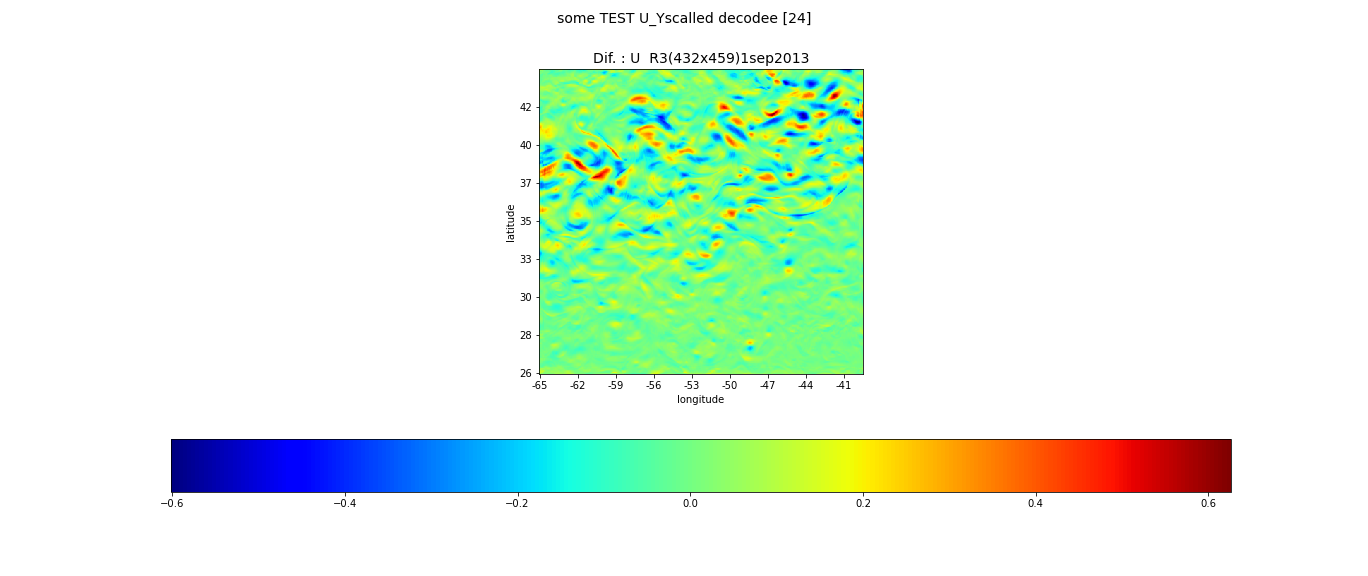 some TEST U_Yscalled decodee [24]
Dif. : U  R3(432x459)1sep2013
42
40
37
35
33
30
28
26
latitude
-65 -62 -59 -56 -53 -50 -47 -44 -41
longitude
−0.6 −0.4 −0.2 0.0 0.2 0.4 0.6